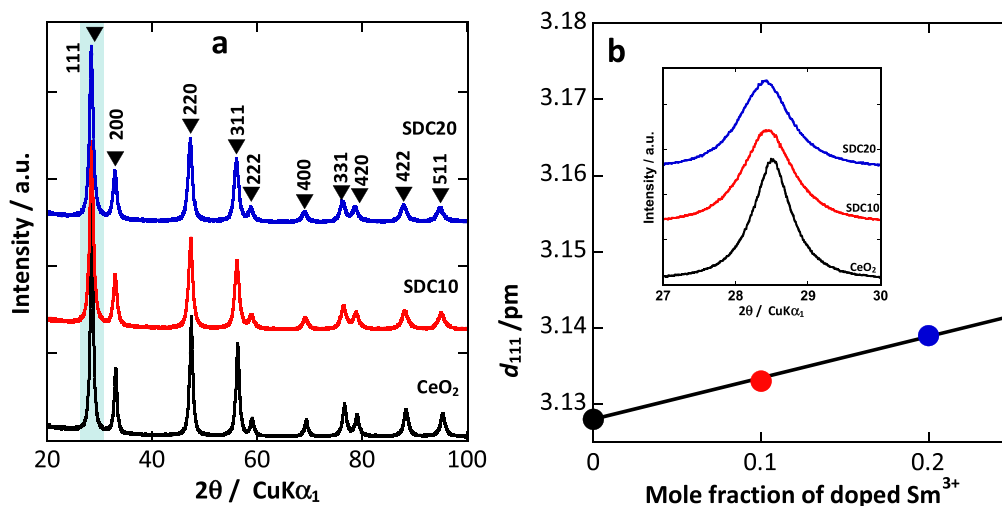 a
Intensity / a.u.
111
200
220
311
222
400
331
420
422
511
SDC20
SDC10
CeO₂
20
40
60
80
100
2θ / CuKα₁
b
d₁₁₁ /pm
3.18
3.17
3.16
3.15
3.14
3.13
0
0.1
0.2
Mole fraction of doped Sm³⁺
Intensity / a.u.
SDC20
SDC10
CeO₂
27
28
29
30
2θ / CuKα₁